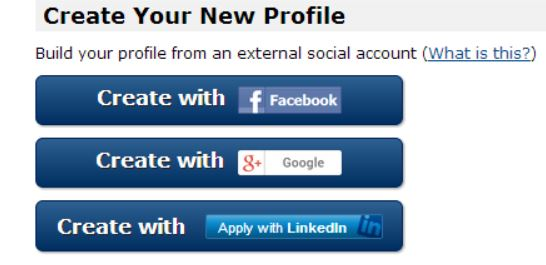 Create Your New Profile
Build your profile from an external social account (What is this?)
Create with f Facebook
Create with g+ Google
Create with Apply with LinkedIn in